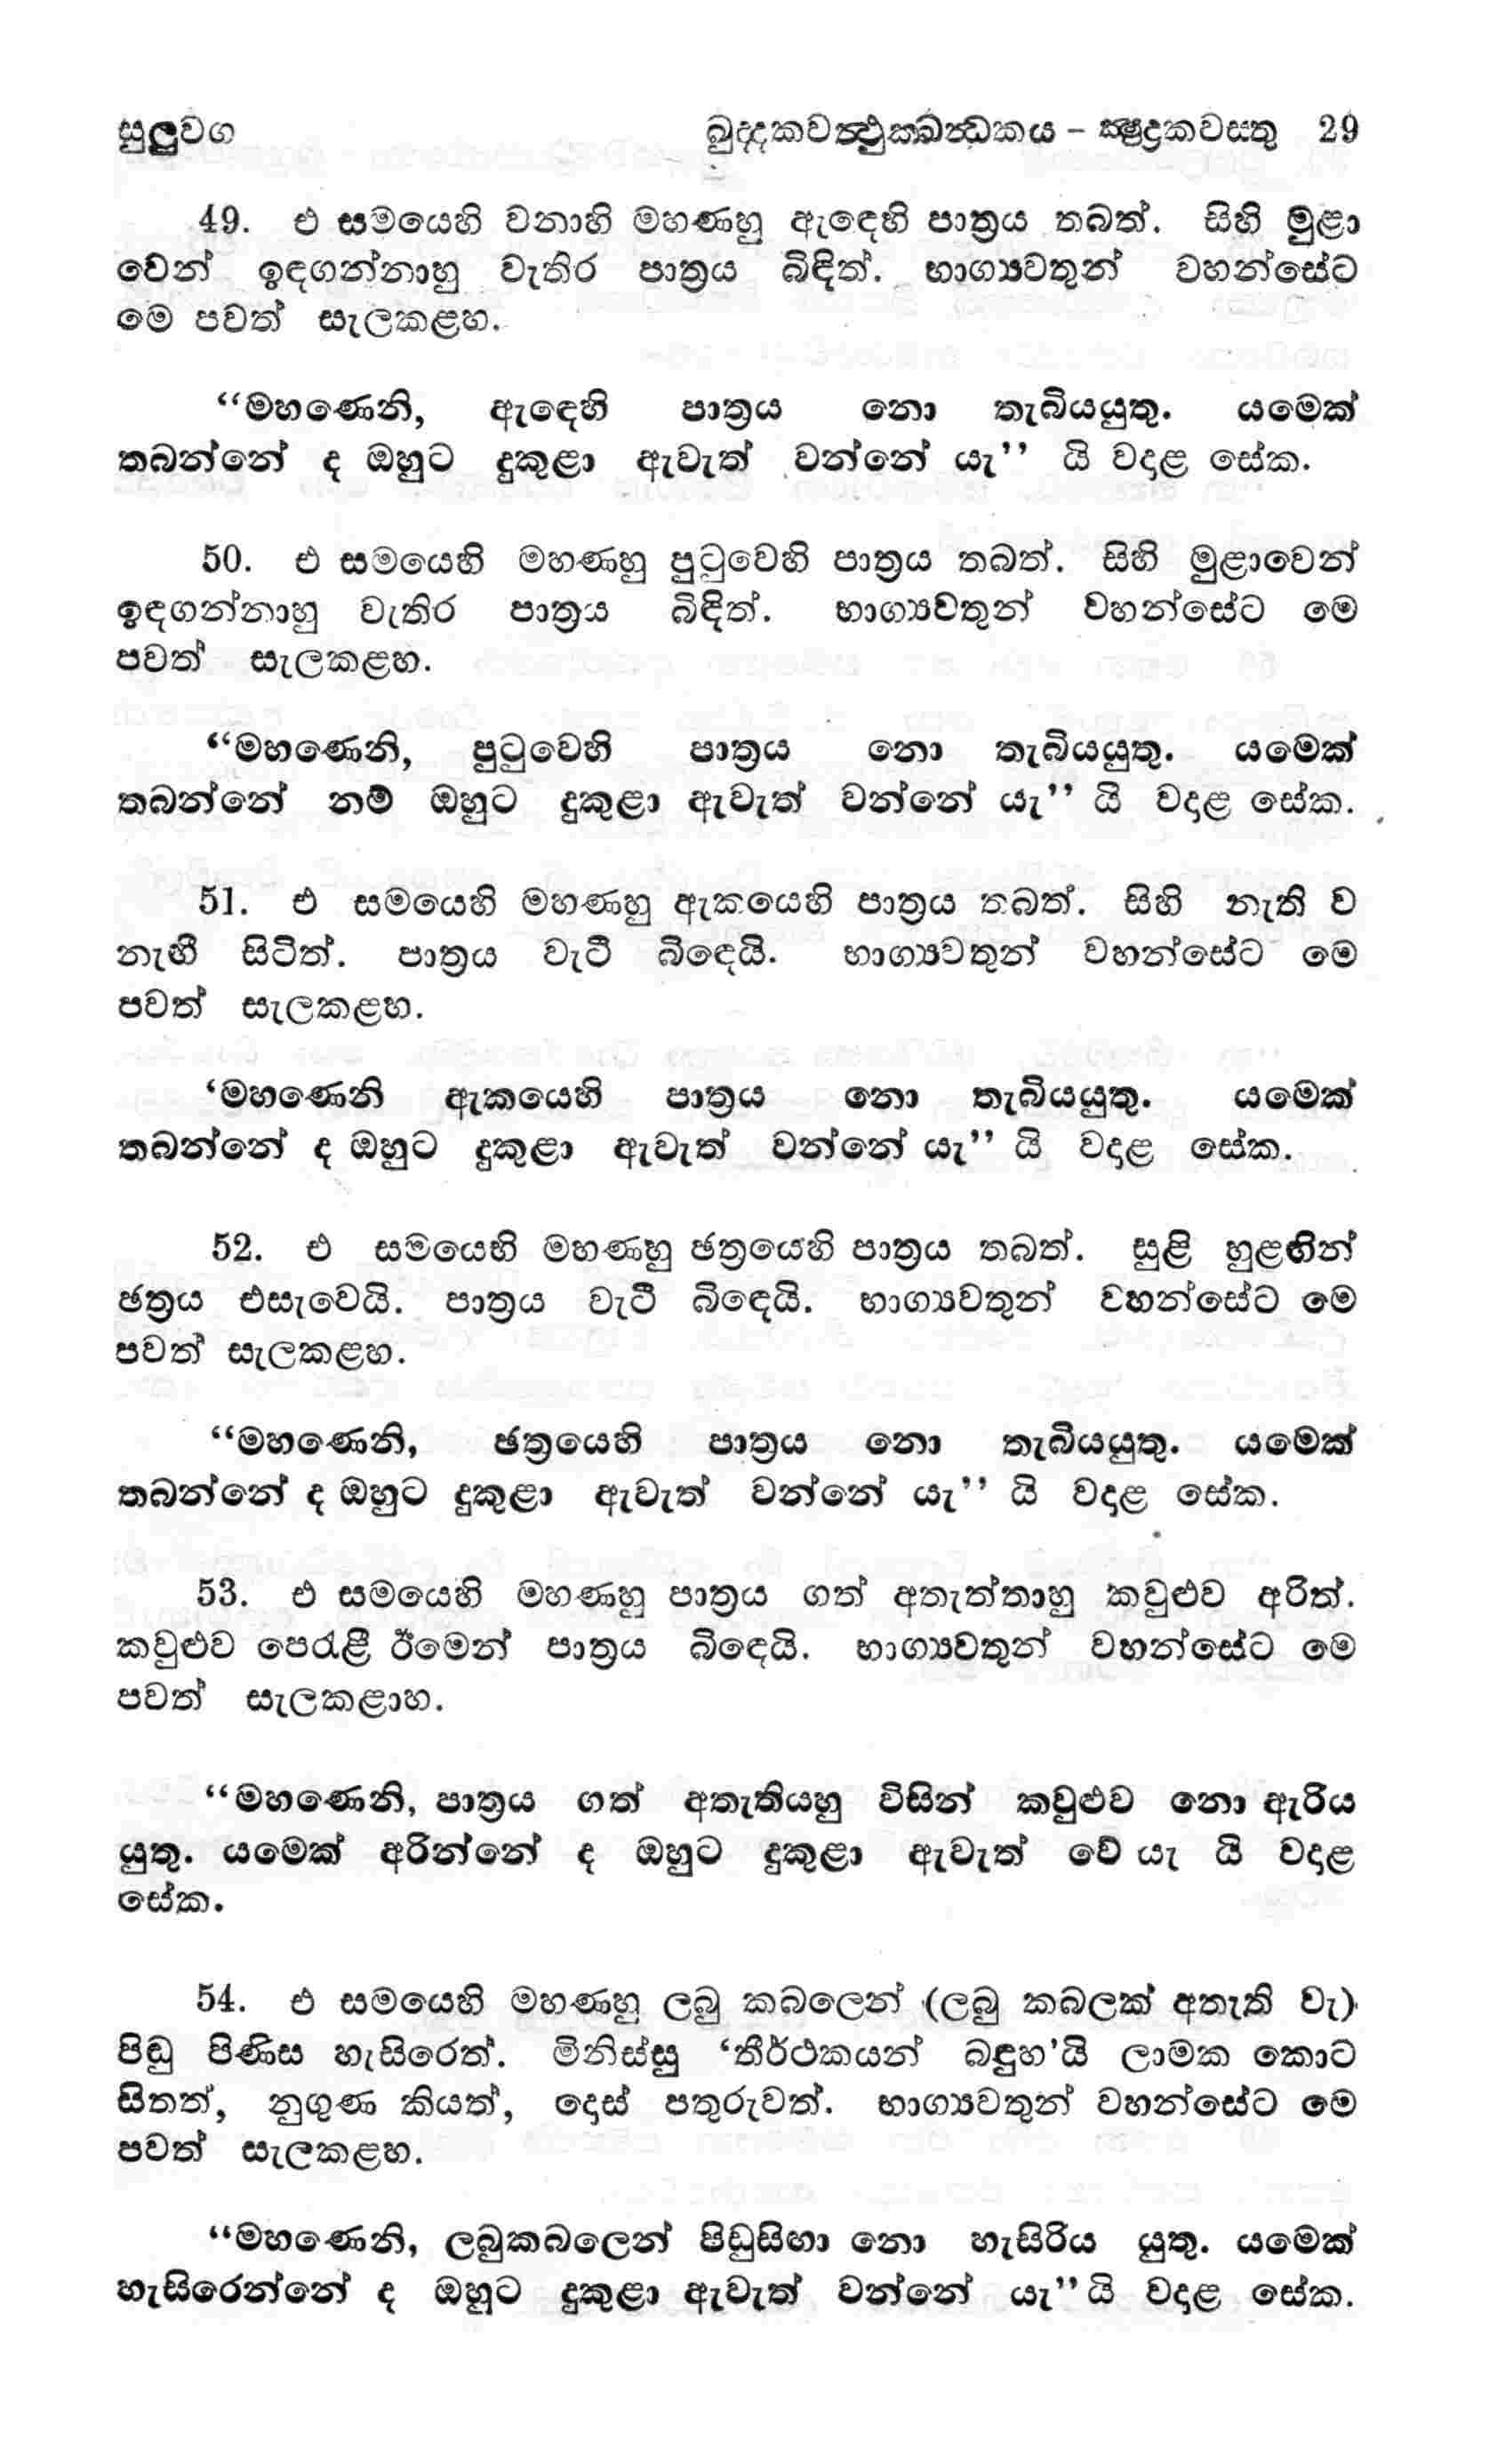 සුලුවග ඛුද්දකවත්‍ථුක්ඛන්‍ධකය - ක්‍ෂුද්‍රකවස්තු 29
49. එ සමයෙහි වනාහි මහණහු ඇඳෙහි පාත්‍රය තබත්. සිහි මුළා
වෙන් ඉඳගන්නාහු වැතිර පාත්‍රය බිඳිත්. භාග්‍යවතුන් වහන්සේට
මෙ පවත් සැලකළහ.
“මහණෙනි, ඇඳෙහි පාත්‍රය නො තැබියයුතු. යමෙක්
තබන්නේ ද ඔහුට දුකුළා ඇවැත් වන්නේ යැ” යි වදාළ සේක.
50. එ සමයෙහි මහණහු පුටුවෙහි පාත්‍රය තබත්. සිහි මුළාවෙන්
ඉඳගන්නාහු වැතිර පාත්‍රය බිඳිත්. භාග්‍යවතුන් වහන්සේට මෙ
පවත් සැලකළහ.
“මහණෙනි, පුටුවෙහි පාත්‍රය නො තැබියයුතු. යමෙක්
තබන්නේ නම් ඔහුට දුකුළා ඇවැත් වන්නේ යැ” යි වදාළ සේක.
51. එ සමයෙහි මහණහු ඇකයෙහි පාත්‍රය තබත්. සිහි නැති ව
නැඟී සිටිත්. පාත්‍රය වැටී බිඳෙයි. භාග්‍යවතුන් වහන්සේට මෙ
පවත් සැලකළහ.
‘මහණෙනි ඇකයෙහි පාත්‍රය නො තැබියයුතු. යමෙක්
තබන්නේ ද ඔහුට දුකුළා ඇවැත් වන්නේ යැ” යි වදාළ සේක.
52. එ සමයෙහි මහණහු ඡත්‍රයෙහි පාත්‍රය තබත්. සුළි හුළඟින්
ඡත්‍රය එසැවෙයි. පාත්‍රය වැටී බිඳෙයි. භාග්‍යවතුන් වහන්සේට මෙ
පවත් සැලකළහ.
“මහණෙනි, ඡත්‍රයෙහි පාත්‍රය නො තැබියයුතු. යමෙක්
තබන්නේ ද ඔහුට දුකුළා ඇවැත් වන්නේ යැ” යි වදාළ සේක.
53. එ සමයෙහි මහණහු පාත්‍රය ගත් අතැත්තාහු කවුළුව අරිත්.
කවුළුව පෙරැළී ඊමෙන් පාත්‍රය බිඳෙයි. භාග්‍යවතුන් වහන්සේට මෙ
පවත් සැලකළාහ.
“මහණෙනි, පාත්‍රය ගත් අතැතියහු විසින් කවුළුව නො ඇරිය
යුතු. යමෙක් අරින්නේ ද ඔහුට දුකුළා ඇවැත් වේ යැ යි වදාළ
සේක.
54. එ සමයෙහි මහණහු ලබු කබලෙන් (ලබු කබලක් අතැති වැ)
පිඬු පිණිස හැසිරෙත්. මිනිස්සු ‘තීර්ථකයන් බඳුහ’යි ලාමක කොට
සිතත්, නුගුණ කියත්, දොස් පතුරුවත්. භාග්‍යවතුන් වහන්සේට මෙ
පවත් සැලකළහ.
“මහණෙනි, ලබුකබලෙන් පිඬුසිඟා නො හැසිරිය යුතු. යමෙක්
හැසිරෙන්නේ ද ඔහුට දුකුළා ඇවැත් වන්නේ යැ” යි වදාළ සේක.